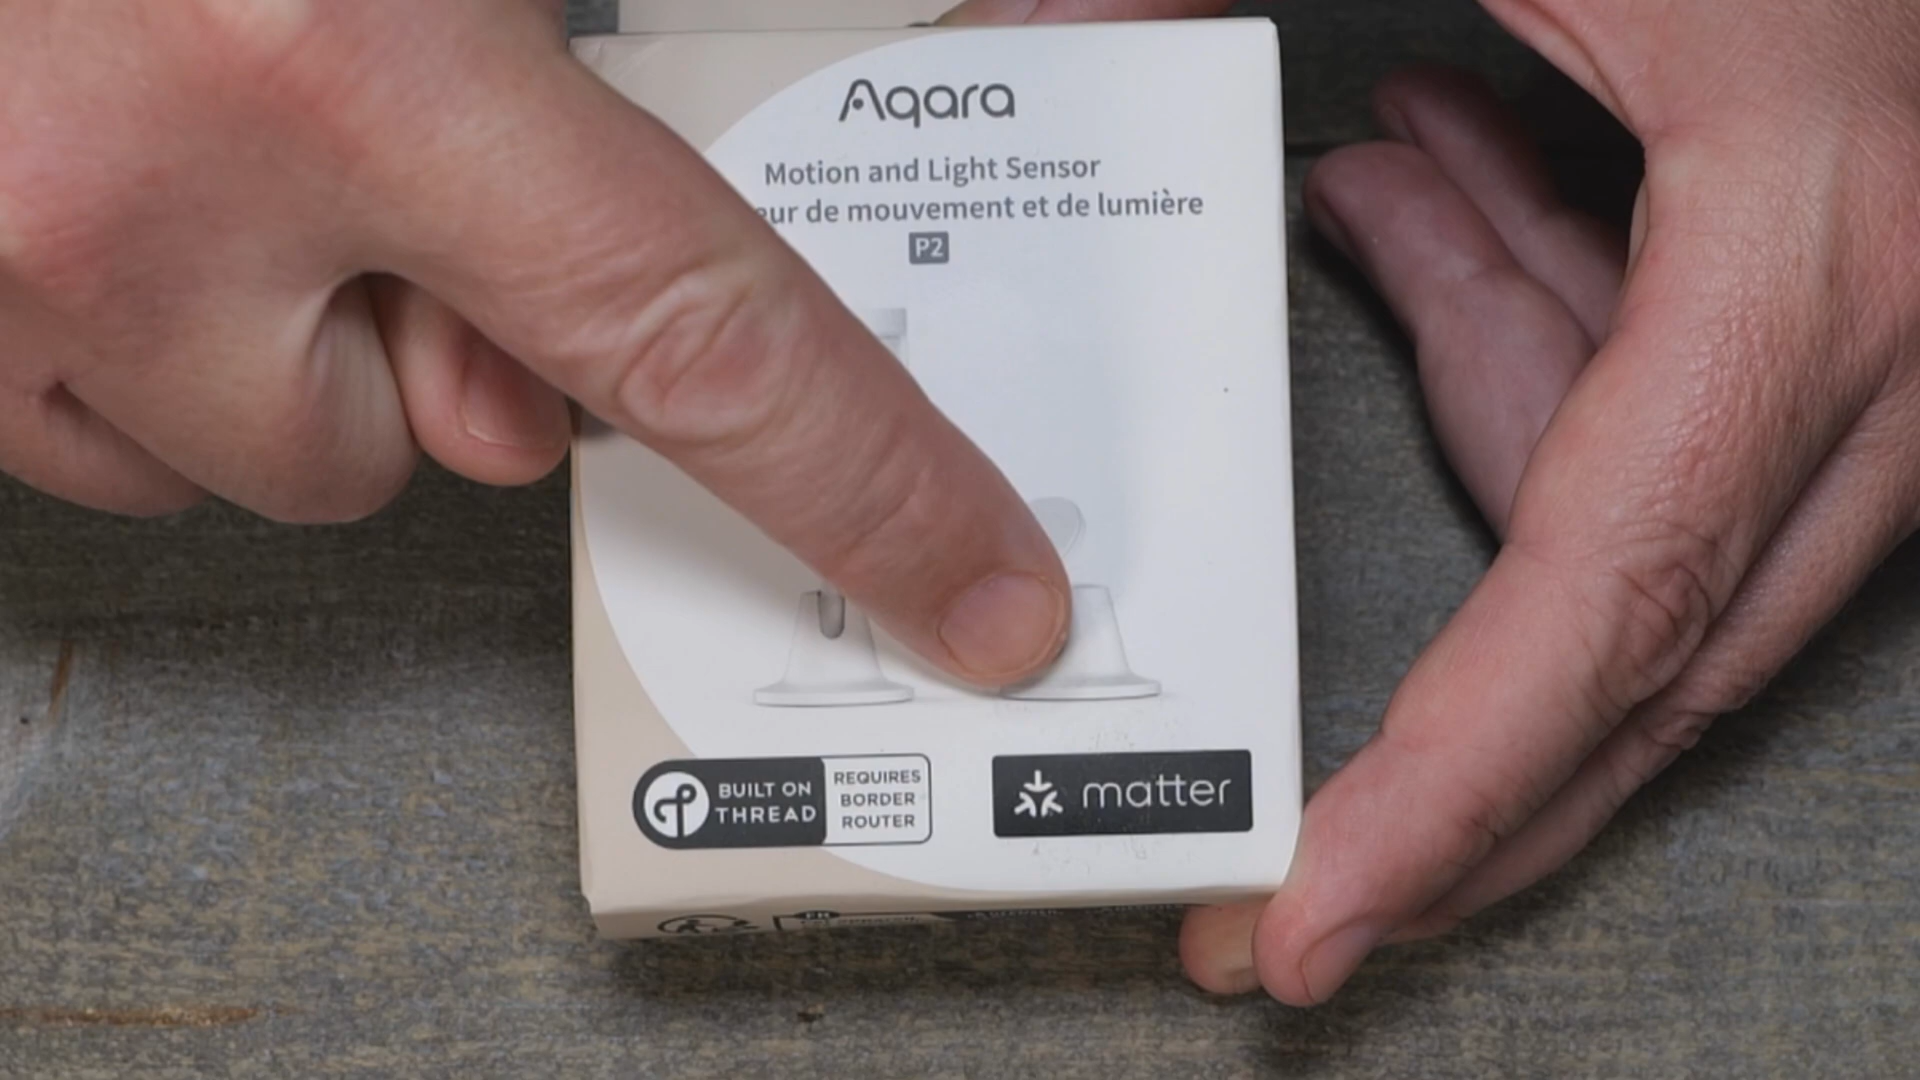 Aqara
Motion and Light Sensor
eur de mouvement et de lumière
P2
BUILT ON
THREAD
REQUIRES
BORDER
ROUTER
matter
FR